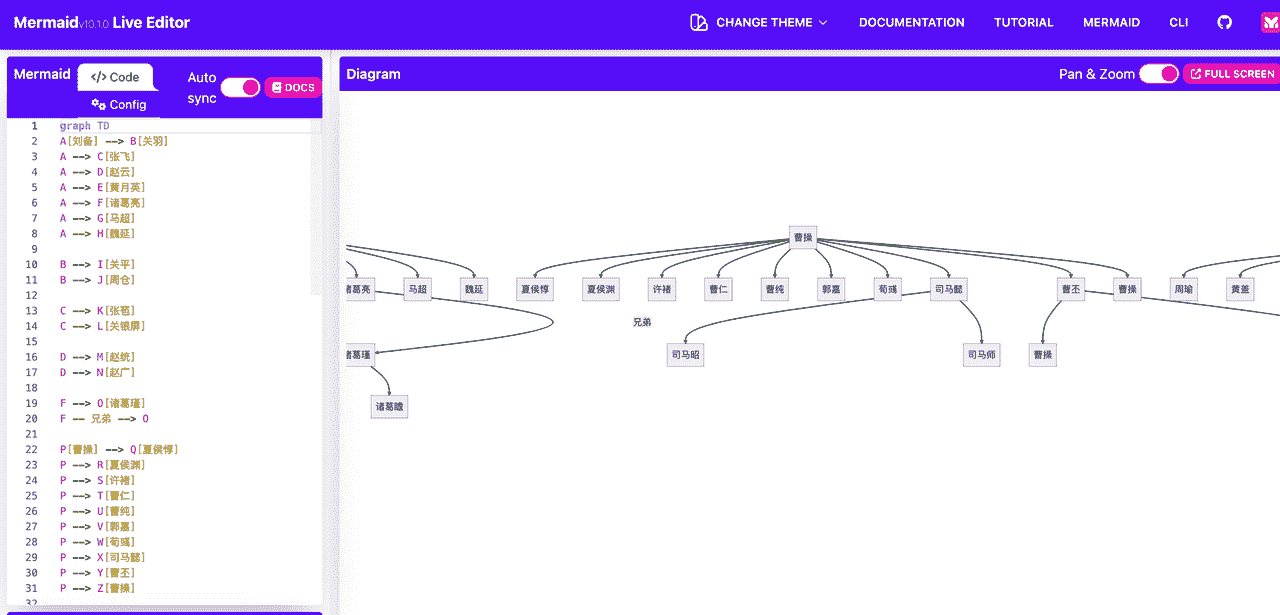 Mermaid v10.1.0 Live Editor
CHANGE THEME
DOCUMENTATION
TUTORIAL
MERMAID
CLI
Mermaid
Code
Config
Auto sync
DOCS
1 graph TD
2 A[刘备] --> B[关羽]
3 A --> C[张飞]
4 A --> D[赵云]
5 A --> E[黄月英]
6 A --> F[诸葛亮]
7 A --> G[马超]
8 A --> H[魏延]
9
10 B --> I[关平]
11 B --> J[周仓]
12
13 C --> K[张苞]
14 C --> L[关银屏]
15
16 D --> M[赵统]
17 D --> N[赵广]
18
19 F --> O[诸葛瑾]
20 F -- 兄弟 --> O
21
22 P[曹操] --> Q[夏侯惇]
23 P --> R[夏侯渊]
24 P --> S[许褚]
25 P --> T[曹仁]
26 P --> U[曹纯]
27 P --> V[郭嘉]
28 P --> W[荀彧]
29 P --> X[司马懿]
30 P --> Y[曹丕]
31 P --> Z[曹操]
32
Diagram
Pan & Zoom
FULL SCREEN
曹操
诸葛亮
马超
魏延
夏侯惇
夏侯渊
许褚
曹仁
曹纯
郭嘉
荀彧
司马懿
曹丕
曹操
周瑜
黄盖
兄弟
诸葛瑾
司马昭
司马师
曹操
诸葛瞻